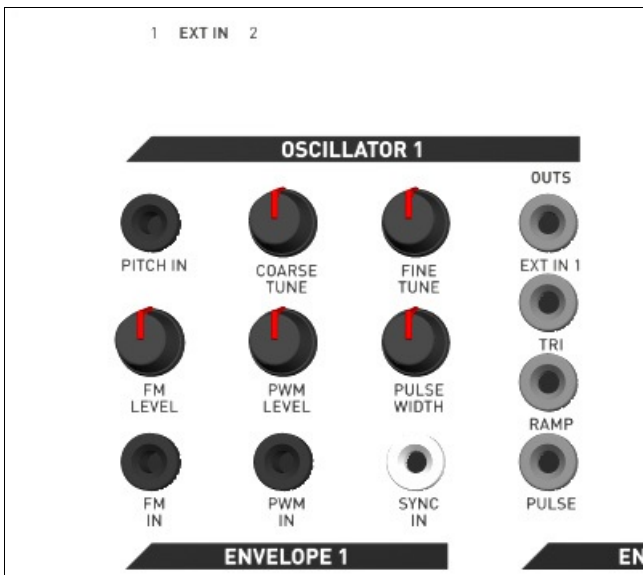 1 EXT IN 2
OSCILLATOR 1
OUTS
PITCH IN
COARSE
TUNE
FINE
TUNE
EXT IN 1
TRI
FM
LEVEL
PWM
LEVEL
PULSE
WIDTH
RAMP
FM
IN
PWM
IN
SYNC
IN
PULSE
ENVELOPE 1
EN